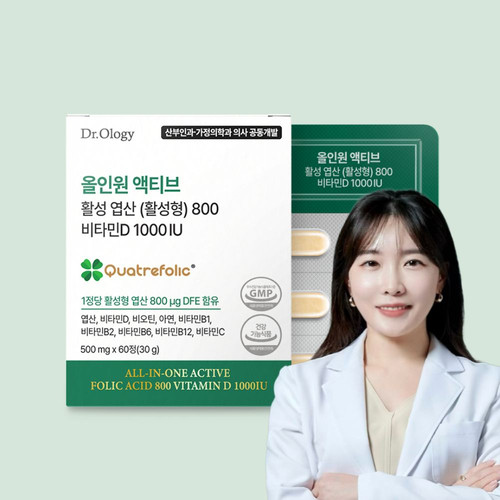 Dr.Ology
산부인과·가정의학과 의사 공동개발
올인원 액티브
활성 엽산 (활성형) 800
비타민D 1000 IU
Quatrefolic®
1정당 활성형 엽산 800 µg DFE 함유
엽산, 비타민D, 비오틴, 아연, 비타민B1,
비타민B2, 비타민B6, 비타민B12, 비타민C
500 mg x 60정(30 g)
GMP
건강
기능식품
ALL-IN-ONE ACTIVE
FOLIC ACID 800 VITAMIN D 1000IU
올인원 액티브
활성 엽산 (활성형) 800
비타민D 1000 IU